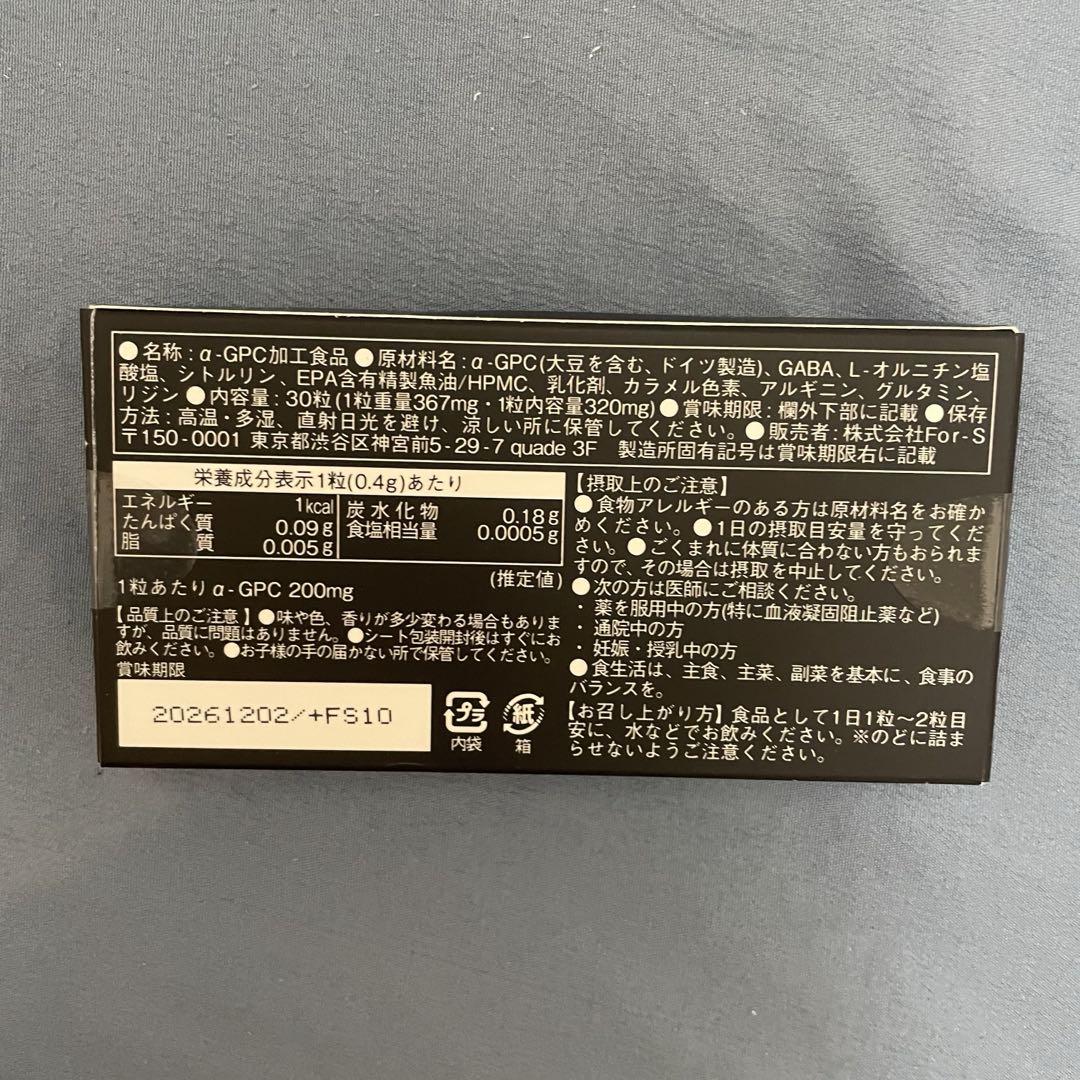 ●名称：α-GPC加工食品●原材料名：α-GPC(大豆を含む、ドイツ製造)、GABA、L-オルニチン塩
酸塩、シトルリン、EPA含有精製魚油/HPMC、乳化剤、カラメル色素、アルギニン、グルタミン、
リジン●内容量：30粒(1粒重量367mg・1粒内容量320mg)●賞味期限：欄外下部に記載●保存
方法：高温・多湿、直射日光を避け、涼しい所に保管してください。●販売者：株式会社For-S
〒150-0001 東京都渋谷区神宮前5-29-7 quade 3F 製造所固有記号は賞味期限右に記載
栄養成分表示1粒(0.4g)あたり
エネルギー 1kcal
たんぱく質 0.09g
脂質 0.005g
炭水化物 0.18g
食塩相当量 0.0005g
(推定値)
1粒あたりα-GPC 200mg
【品質上のご注意】●味や色、香りが多少変わる場合もありま
すが、品質に問題はありません。●シート包装開封後はすぐにお
飲みください。●お子様の手の届かない所で保管してください。
賞味期限
20261202/+FS10
プラ
内袋
紙
箱
【摂取上のご注意】
●食物アレルギーのある方は原材料名をお確か
めください。●1日の摂取目安量を守ってくだ
さい。●ごくまれに体質に合わない方もおられま
すので、その場合は摂取を中止してください。
●次の方は医師にご相談ください。
・薬を服用中の方(特に血液凝固阻止薬など)
・通院中の方
・妊娠・授乳中の方
●食生活は、主食、主菜、副菜を基本に、食事の
バランスを。
【お召し上がり方】食品として1日1粒～2粒目
安に、水などでお飲みください。※のどに詰ま
らせないようご注意ください。